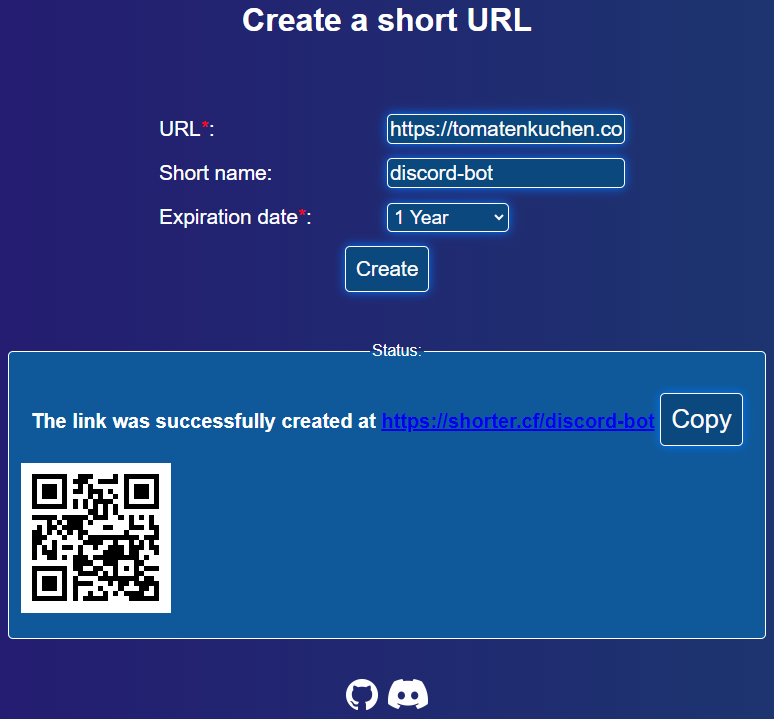 Create a short URL
URL*: https://tomatenkuchen.co
Short name: discord-bot
Expiration date*: 1 Year
Create
Status:
The link was successfully created at https://shorter.cf/discord-bot Copy